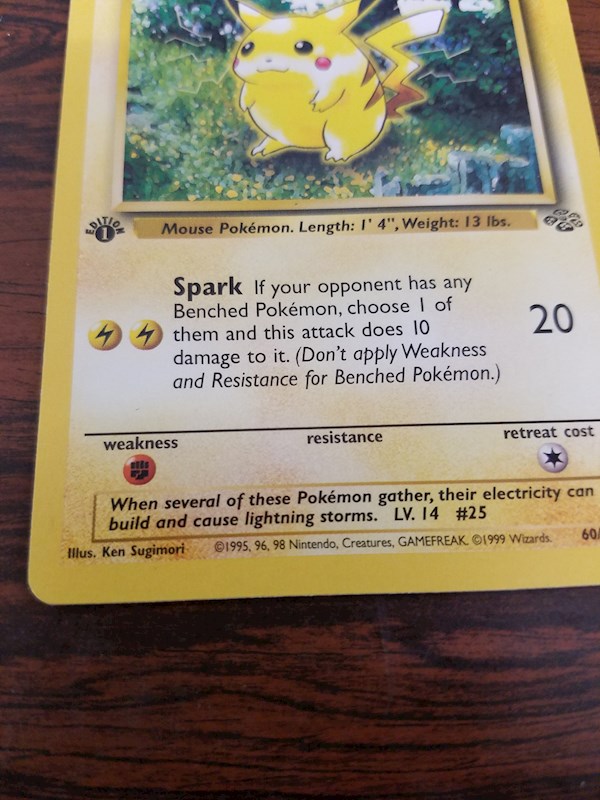 EDITION
1
Mouse Pokémon. Length: 1' 4", Weight: 13 lbs.
Spark If your opponent has any
Benched Pokémon, choose 1 of
them and this attack does 10
damage to it. (Don't apply Weakness
and Resistance for Benched Pokémon.)
20
weakness resistance retreat cost
When several of these Pokémon gather, their electricity can
build and cause lightning storms. LV. 14 #25
Illus. Ken Sugimori ©1995, 96, 98 Nintendo, Creatures, GAMEFREAK. ©1999 Wizards. 60/